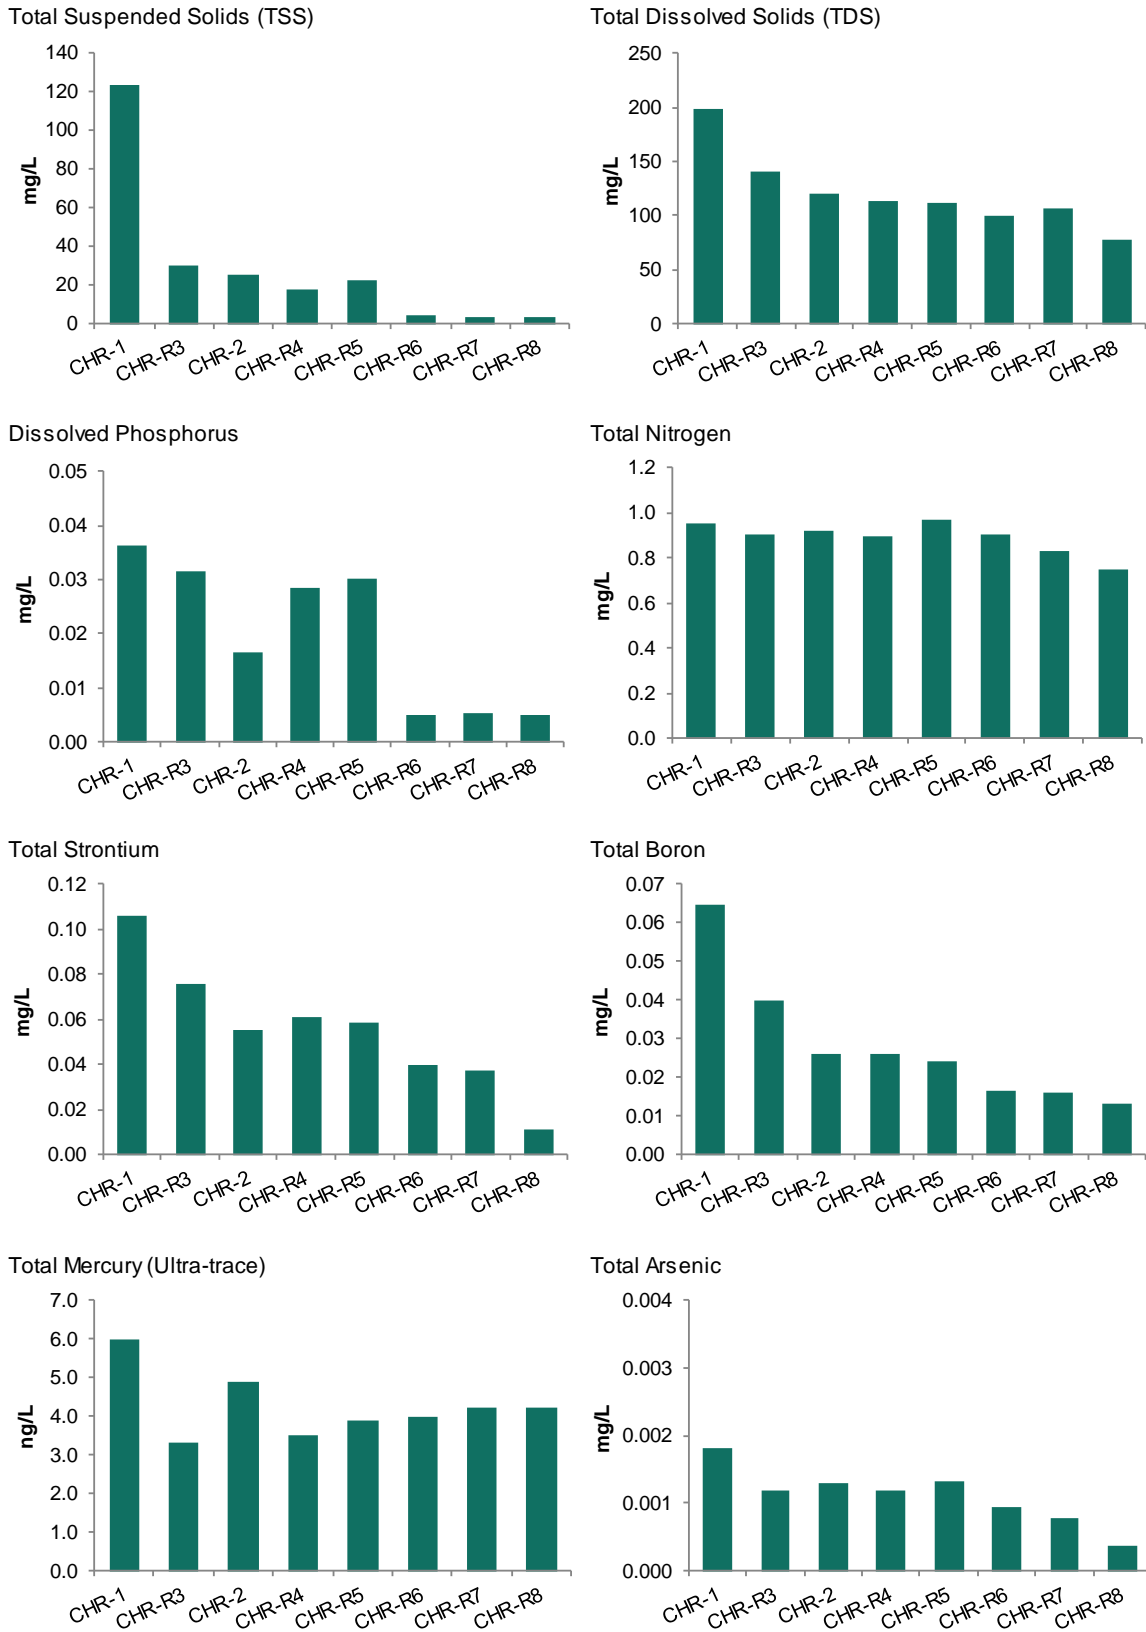 Total Suspended Solids (TSS)
140
120
100
80
60
40
20
0
mg/L
CHR-1 CHR-R3 CHR-2 CHR-R4 CHR-R5 CHR-R6 CHR-R7 CHR-R8
Total Dissolved Solids (TDS)
250
200
150
100
50
0
mg/L
CHR-1 CHR-R3 CHR-2 CHR-R4 CHR-R5 CHR-R6 CHR-R7 CHR-R8
Dissolved Phosphorus
0.05
0.04
0.03
0.02
0.01
0.00
mg/L
CHR-1 CHR-R3 CHR-2 CHR-R4 CHR-R5 CHR-R6 CHR-R7 CHR-R8
Total Nitrogen
1.2
1.0
0.8
0.6
0.4
0.2
0.0
mg/L
CHR-1 CHR-R3 CHR-2 CHR-R4 CHR-R5 CHR-R6 CHR-R7 CHR-R8
Total Strontium
0.12
0.10
0.08
0.06
0.04
0.02
0.00
mg/L
CHR-1 CHR-R3 CHR-2 CHR-R4 CHR-R5 CHR-R6 CHR-R7 CHR-R8
Total Boron
0.07
0.06
0.05
0.04
0.03
0.02
0.01
0.00
mg/L
CHR-1 CHR-R3 CHR-2 CHR-R4 CHR-R5 CHR-R6 CHR-R7 CHR-R8
Total Mercury (Ultra-trace)
7.0
6.0
5.0
4.0
3.0
2.0
1.0
0.0
ng/L
CHR-1 CHR-R3 CHR-2 CHR-R4 CHR-R5 CHR-R6 CHR-R7 CHR-R8
Total Arsenic
0.004
0.003
0.002
0.001
0.000
mg/L
CHR-1 CHR-R3 CHR-2 CHR-R4 CHR-R5 CHR-R6 CHR-R7 CHR-R8